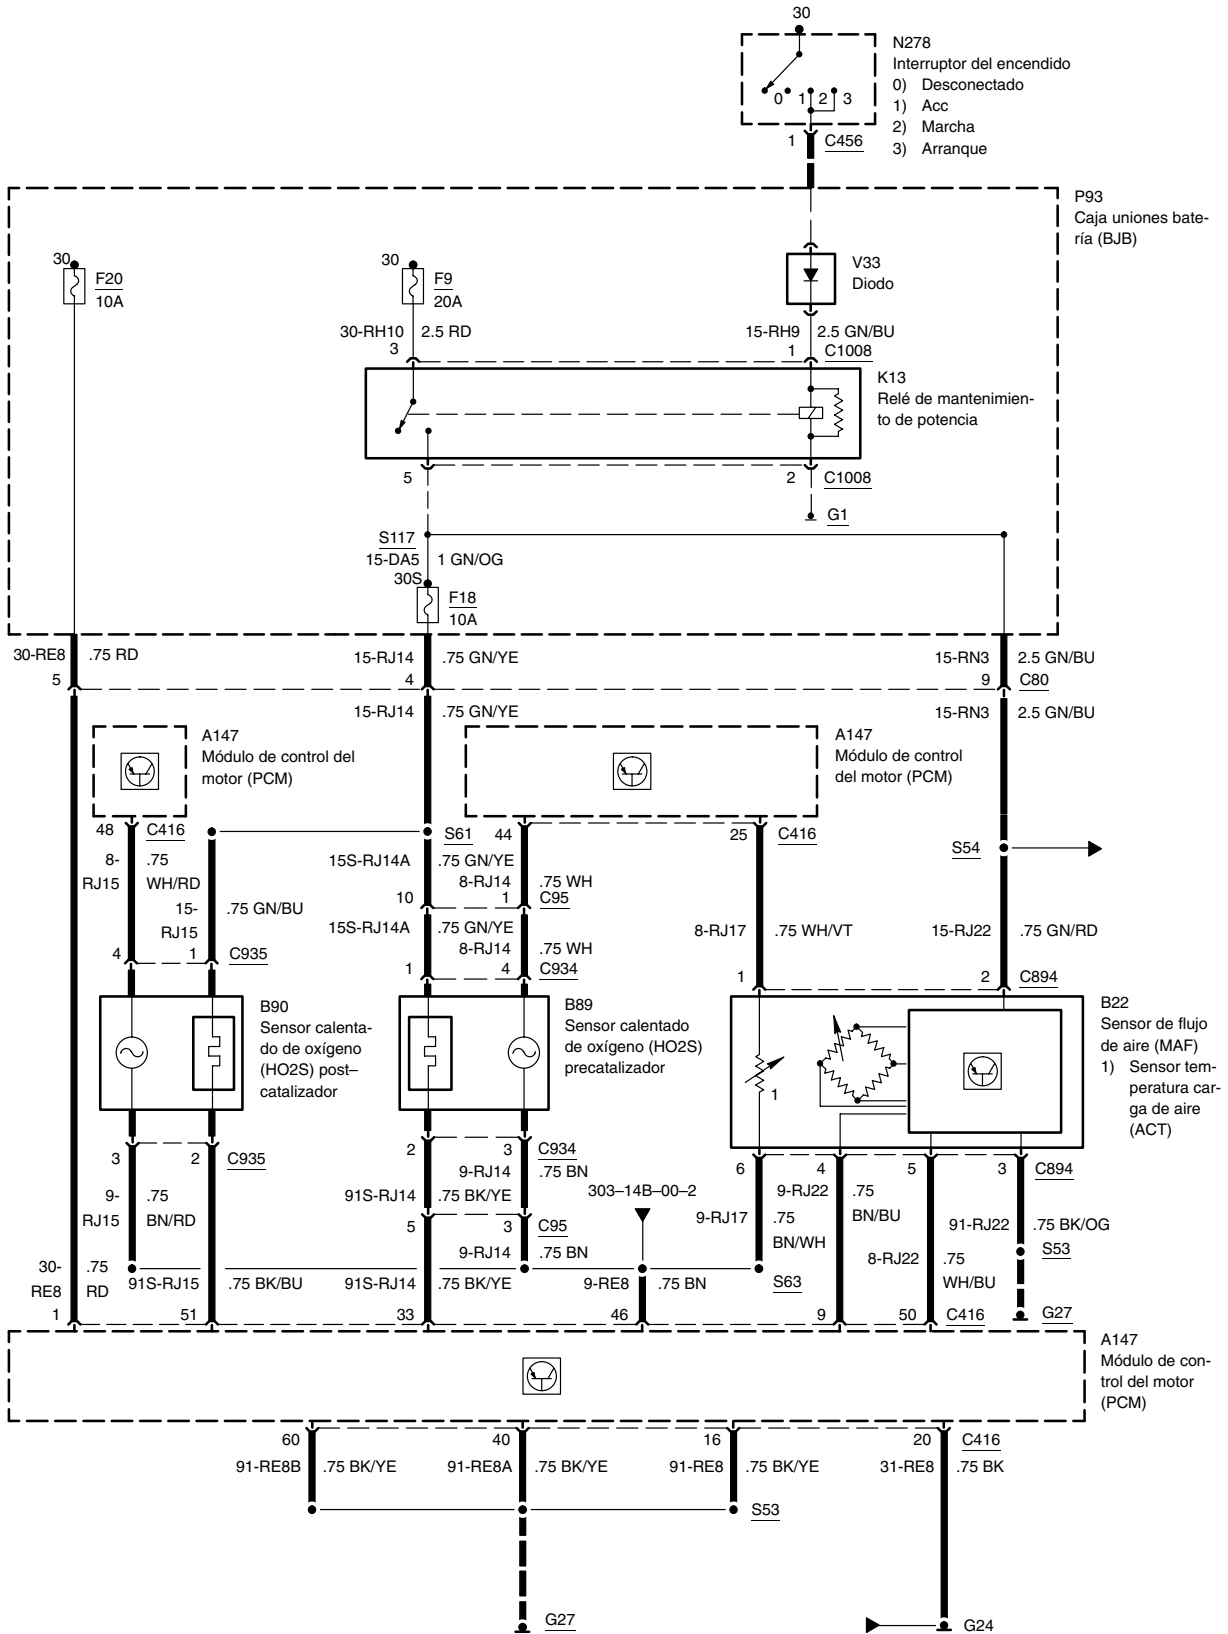 30
N278
Interruptor del encendido
0) Desconectado
1) Acc
2) Marcha
3) Arranque
0 1 2 3
1 C456
P93
Caja uniones bate-
ría (BJB)
30
F20
10A
30
F9
20A
V33
Diodo
30-RH10 2.5 RD
15-RH9 2.5 GN/BU
3
1 C1008
K13
Relé de mantenimien-
to de potencia
5
2 C1008
G1
S117
15-DA5 1 GN/OG
30S
F18
10A
30-RE8 .75 RD
15-RJ14 .75 GN/YE
15-RN3 2.5 GN/BU
5
4
9 C80
15-RJ14 .75 GN/YE
15-RN3 2.5 GN/BU
A147
Módulo de control del
motor (PCM)
A147
Módulo de control
del motor (PCM)
48 C416
S61
44
25 C416
S54
8-
RJ15
.75
WH/RD
15S-RJ14A .75 GN/YE
8-RJ14 .75 WH
10
1 C95
15-
RJ15
.75 GN/BU
15S-RJ14A .75 GN/YE
8-RJ14 .75 WH
8-RJ17 .75 WH/VT
15-RJ22 .75 GN/RD
4
1 C935
1
4 C934
1
2 C894
B90
Sensor calenta-
do de oxígeno
(HO2S) post–
catalizador
B89
Sensor calentado
de oxígeno (HO2S)
precatalizador
1
B22
Sensor de flujo
de aire (MAF)
1) Sensor tem-
peratura car-
ga de aire
(ACT)
3
2 C935
2
3 C934
6
4
5
3 C894
9-RJ14 .75 BN
9-
RJ15
.75
BN/RD
91S-RJ14 .75 BK/YE
303–14B–00–2
9-RJ17
.75
BN/WH
9-RJ22
.75
BN/BU
91-RJ22 .75 BK/OG
5
3 C95
9-RJ14 .75 BN
S53
8-RJ22
.75
WH/BU
30-
RE8
.75
RD
91S-RJ15 .75 BK/BU
91S-RJ14 .75 BK/YE
9-RE8 .75 BN
S63
1
51
33
46
9
50 C416
G27
A147
Módulo de con-
trol del motor
(PCM)
60
40
16
20 C416
91-RE8B .75 BK/YE
91-RE8A .75 BK/YE
91-RE8 .75 BK/YE
31-RE8 .75 BK
S53
G27
G24